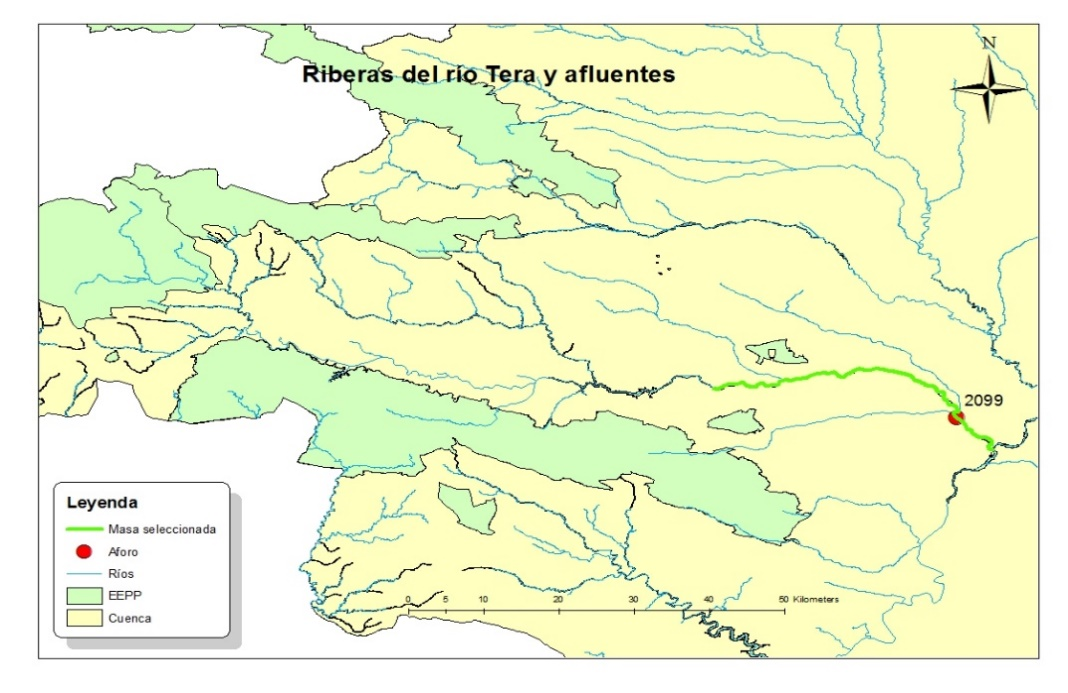 Riberas del río Tera y afluentes
N
2099
Leyenda
Masa seleccionada
Aforo
Ríos
EEPP
Cuenca
0 5 10 20 30 40 50 Kilometers